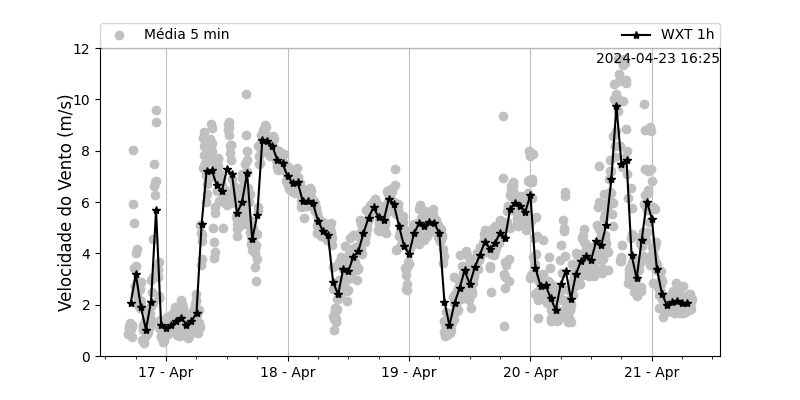 Média 5 min
WXT 1h
2024-04-23 16:25
Velocidade do Vento (m/s)
12
10
8
6
4
2
0
17 - Apr
18 - Apr
19 - Apr
20 - Apr
21 - Apr